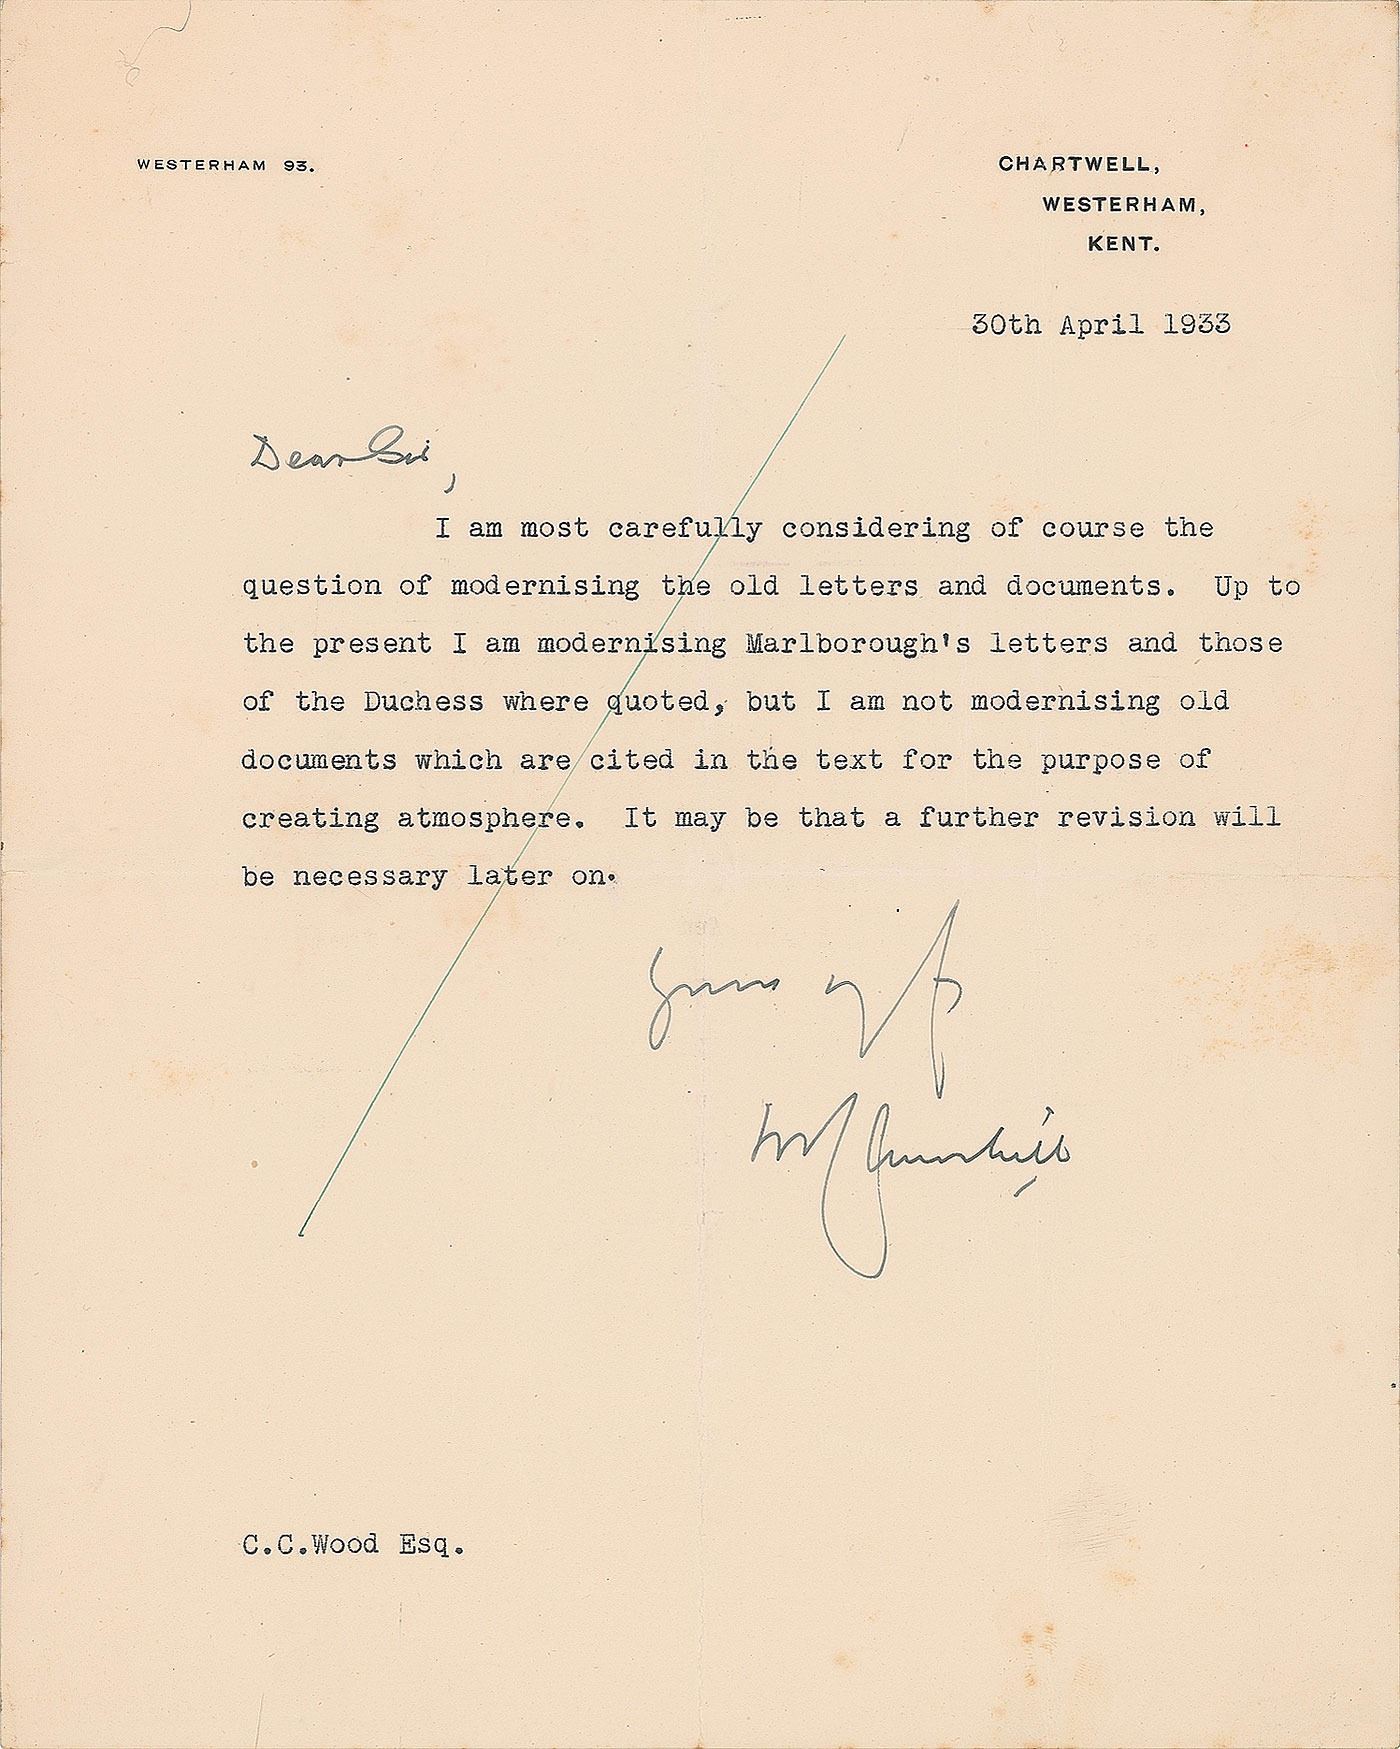 WESTERHAM 93.
CHARTWELL,
WESTERHAM,
KENT.
30th April 1933
Dear Sir,
I am most carefully considering of course the
question of modernising the old letters and documents. Up to
the present I am modernising Marlborough's letters and those
of the Duchess where quoted, but I am not modernising old
documents which are cited in the text for the purpose of
creating atmosphere. It may be that a further revision will
be necessary later on.
Yours
W S Churchill
C.C.Wood Esq.